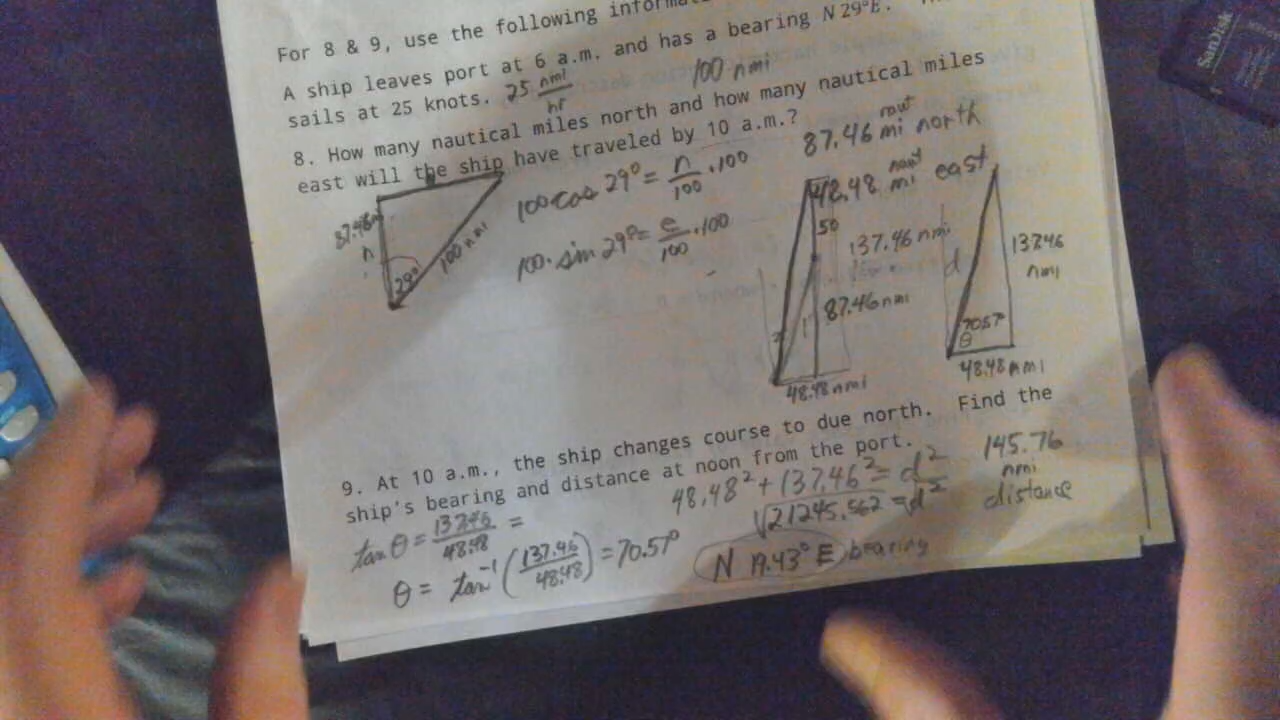 For 8 & 9, use the following
A ship leaves port at 6 a.m. and has a bearing N 29°E.
sails at 25 knots. 25 nmi/hr 100 nmi
8. How many nautical miles north and how many nautical miles
east will the ship have traveled by 10 a.m.?
87.46 naut mi north
48.48 naut mi east
100 cos 29° = n/100 · 100
100 · sin 29° = e/100 · 100
87.46
n
29°
100 nmi
50
137.46 nmi
87.46 nmi
48.48 nmi
d
137.46
nmi
70.57°
θ
48.48 nmi
9. At 10 a.m., the ship changes course to due north. Find the
ship's bearing and distance at noon from the port.
48.48² + 137.46² = d²
√21245.562 = d²
145.76
nmi
distance
tan θ = 137.46/48.48 =
θ = tan⁻¹(137.46/48.48) = 70.57°
N 19.43° E bearing
SanDisk